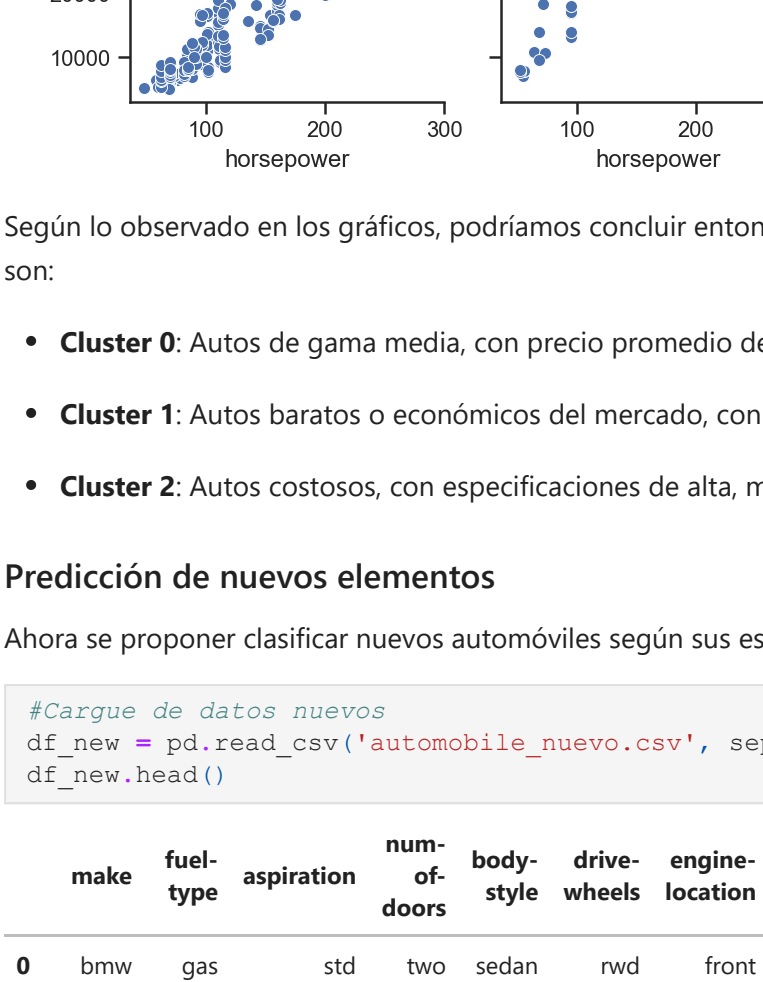 10000
100 200 300 100 200
horsepower horsepower
Según lo observado en los gráficos, podríamos concluir
son:
Cluster 0: Autos de gama media, con precio promedio
Cluster 1: Autos baratos o económicos del mercado, con
Cluster 2: Autos costosos, con especificaciones de alta,
Predicción de nuevos elementos
Ahora se proponer clasificar nuevos automóviles según sus
#Cargue de datos nuevos
df_new = pd.read_csv('automobile_nuevo.csv',
df_new.head()
make fuel-type aspiration num-of-doors body-style drive-wheels engine-location
0 bmw gas std two sedan rwd front